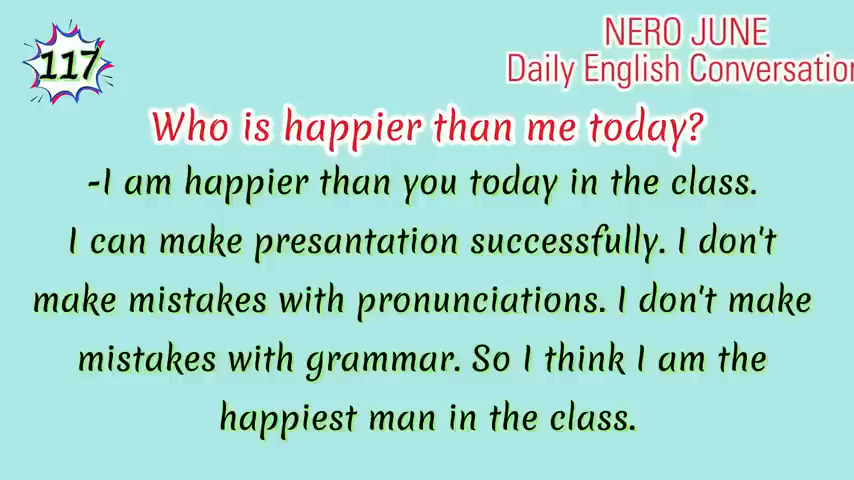 117
NERO JUNE
Daily English Conversation
Who is happier than me today?
-I am happier than you today in the class.
I can make presantation successfully. I don't
make mistakes with pronunciations. I don't make
mistakes with grammar. So I think I am the
happiest man in the class.